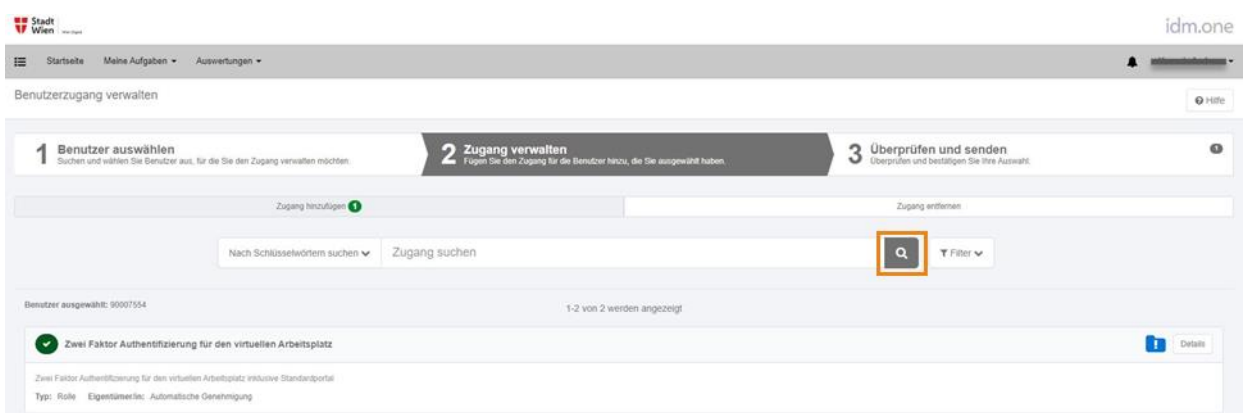 Stadt
Wien
idm.one
Startseite Meine Aufgaben Auswertungen
Benutzerzugang verwalten
Hilfe
1 Benutzer auswählen
Suchen und wählen Sie Benutzer aus, für die Sie den Zugang verwalten möchten.
2 Zugang verwalten
Fügen Sie den Zugang für die Benutzer hinzu, die Sie ausgewählt haben.
3 Überprüfen und senden
Überprüfen und bestätigen Sie Ihre Auswahl.
1
Zugang hinzufügen 1
Zugang entfernen
Nach Schlüsselwörtern suchen Zugang suchen Filter
Benutzer ausgewählt: 90007554
1-2 von 2 werden angezeigt
Zwei Faktor Authentifizierung für den virtuellen Arbeitsplatz
Details
Zwei Faktor Authentifizierung für den virtuellen Arbeitsplatz inklusive Standardportal
Typ: Rolle Eigentümer/in: Automatische Genehmigung